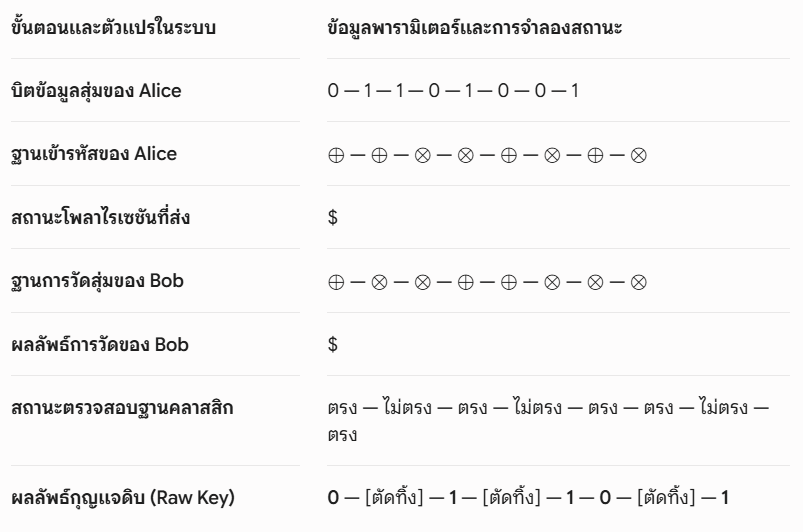 ขั้นตอนและตัวแปรในระบบ ข้อมูลพารามิเตอร์และการจำลองสถานะ
บิตข้อมูลสุ่มของ Alice 0 — 1 — 1 — 0 — 1 — 0 — 0 — 1
ฐานเข้ารหัสของ Alice ⊕ — ⊕ — ⊗ — ⊗ — ⊕ — ⊗ — ⊕ — ⊗
สถานะโพลาไรเซชันที่ส่ง $
ฐานการวัดสุ่มของ Bob ⊕ — ⊗ — ⊗ — ⊕ — ⊕ — ⊗ — ⊗ — ⊗
ผลลัพธ์การวัดของ Bob $
สถานะตรวจสอบฐานคลาสสิก ตรง — ไม่ตรง — ตรง — ไม่ตรง — ตรง — ตรง — ไม่ตรง —
ตรง
ผลลัพธ์กุญแจดิบ (Raw Key) 0 — [ตัดทิ้ง] — 1 — [ตัดทิ้ง] — 1 — 0 — [ตัดทิ้ง] — 1